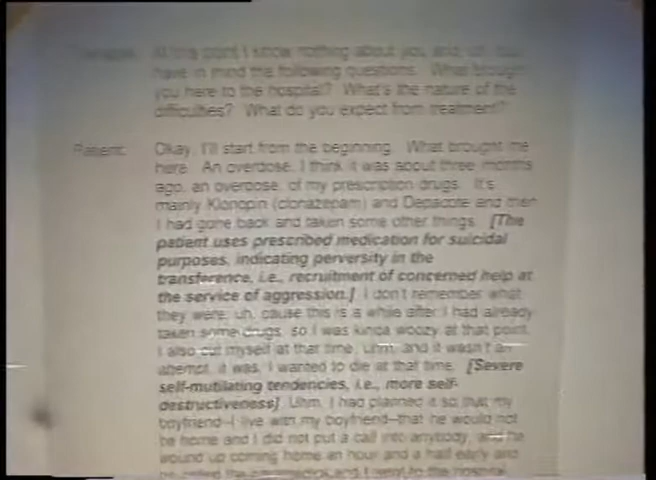 Therapist: At this point I know nothing about you and, uh, you
have in mind the following questions. What brought
you here to the hospital? What's the nature of the
difficulties? What do you expect from treatment?
Patient: Okay, I'll start from the beginning. What brought me
here. An overdose, I think it was about three months
ago, an overdose, of my prescription drugs. It's
mainly Klonopin (clonazepam) and Depacote and then
I had gone back and taken some other things. [The
patient uses prescribed medication for suicidal
purposes, indicating perversity in the
transference, i.e., recruitment of concerned help at
the service of aggression.] I don't remember what
they were, uh, cause this is a while after I had already
taken some drugs, so I was kinda woozy at that point.
I also cut myself at that time, uhm, and it wasn't an
attempt, it was, I wanted to die at that time. [Severe
self-mutilating tendencies, i.e., more self-
destructiveness]. Uhm, I had planned it so that my
boyfriend–I live with my boyfriend–that he would not
be home and I did not put a call into anybody, and he
wound up coming home an hour and a half early and
he called the and I went to the hospital